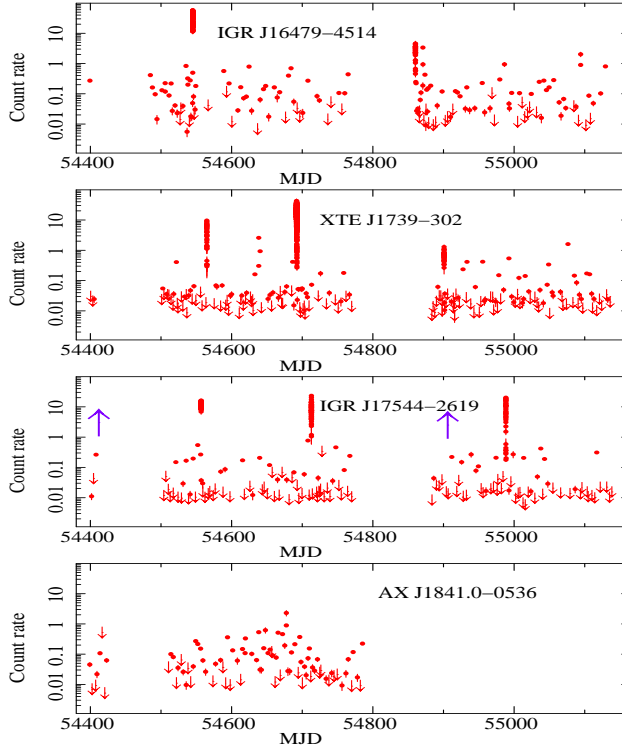 IGR J16479−4514
Count rate
10
1
0.1
0.01
54400 54600 54800 55000
MJD
XTE J1739−302
Count rate
10
1
0.1
0.01
54400 54600 54800 55000
MJD
IGR J17544−2619
Count rate
10
1
0.1
0.01
54400 54600 54800 55000
MJD
AX J1841.0−0536
Count rate
10
1
0.1
0.01
54400 54600 54800 55000
MJD